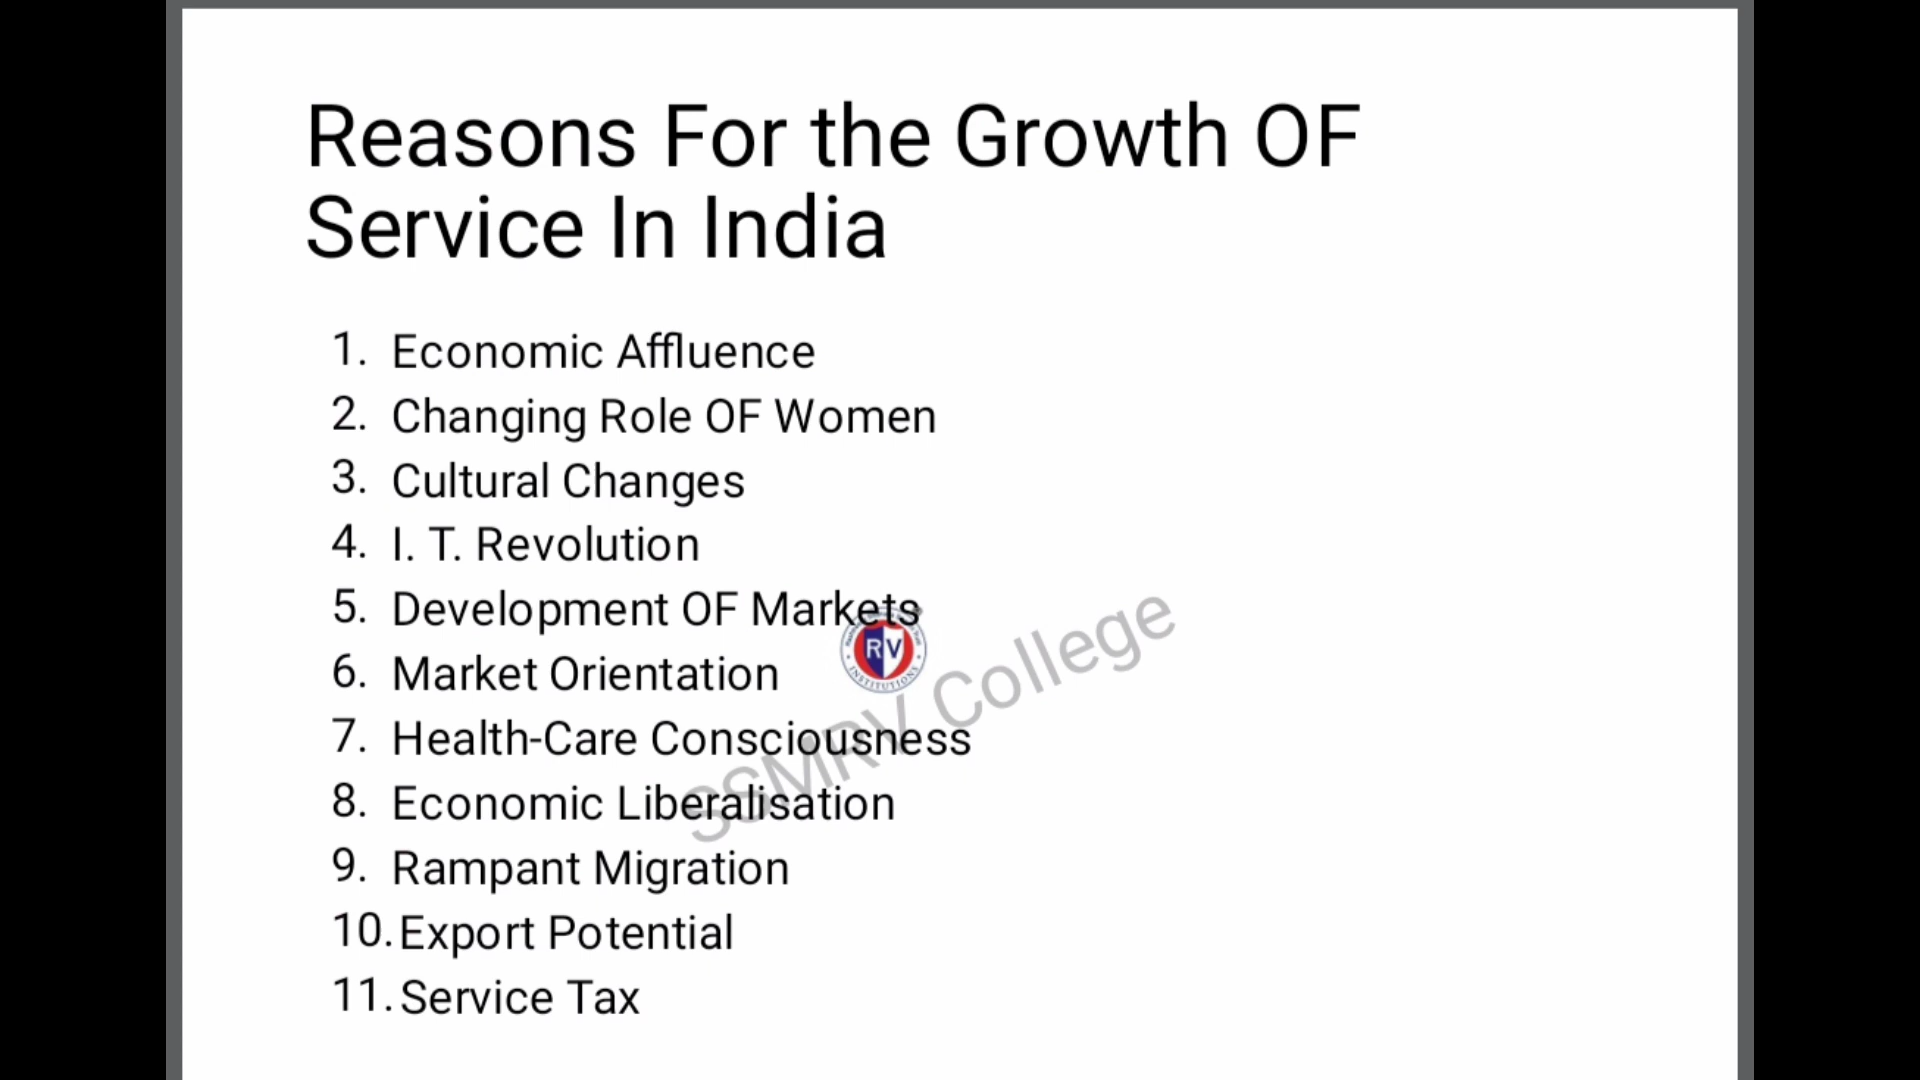 Reasons For the Growth OF
Service In India
1. Economic Affluence
2. Changing Role OF Women
3. Cultural Changes
4. I. T. Revolution
5. Development OF Markets
6. Market Orientation
7. Health-Care Consciousness
8. Economic Liberalisation
9. Rampant Migration
10. Export Potential
11. Service Tax
RV
INSTITUTIONS
SSMRV College